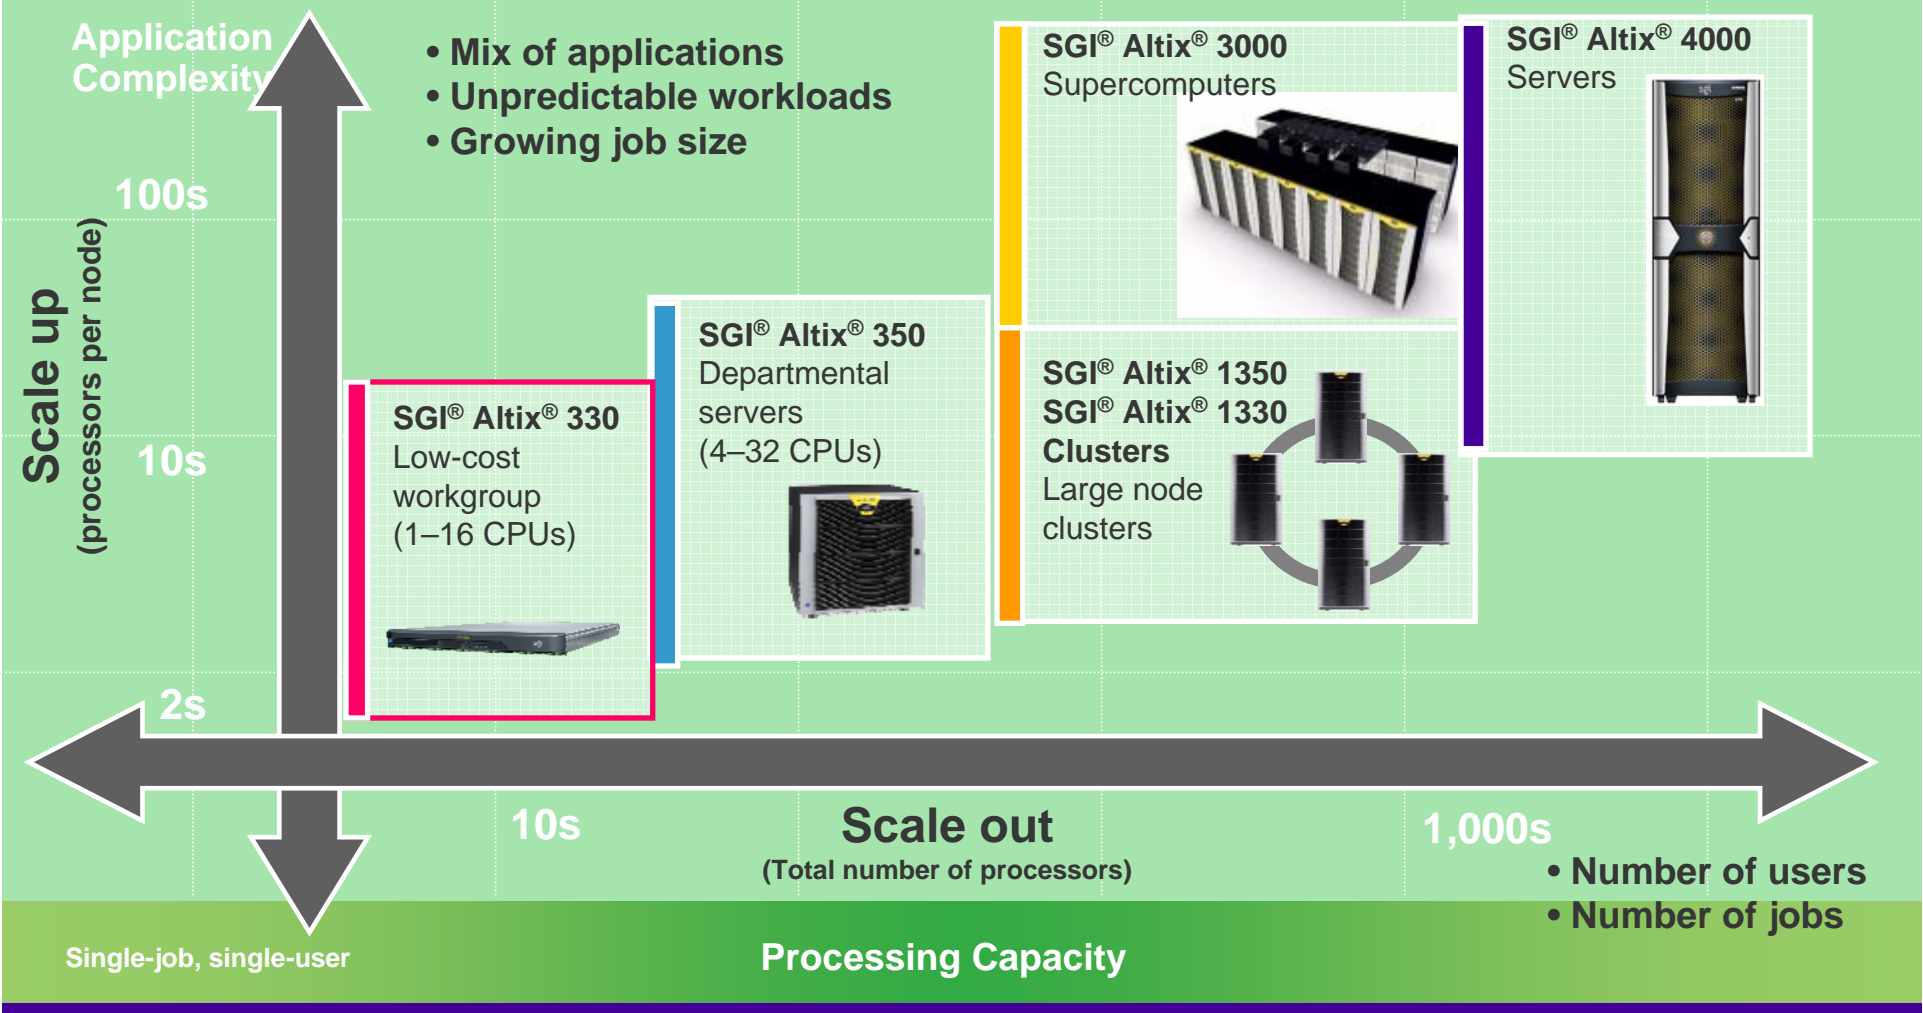 Application
Complexity
• Mix of applications
• Unpredictable workloads
• Growing job size
SGI® Altix® 3000
Supercomputers
SGI® Altix® 4000
Servers
sgi
100s
Scale up
(processors per node)
SGI® Altix® 350
Departmental
servers
(4–32 CPUs)
SGI® Altix® 1350
SGI® Altix® 1330
Clusters
Large node
clusters
SGI® Altix® 330
Low-cost
workgroup
(1–16 CPUs)
10s
2s
10s
Scale out
(Total number of processors)
1,000s
• Number of users
• Number of jobs
Single-job, single-user
Processing Capacity